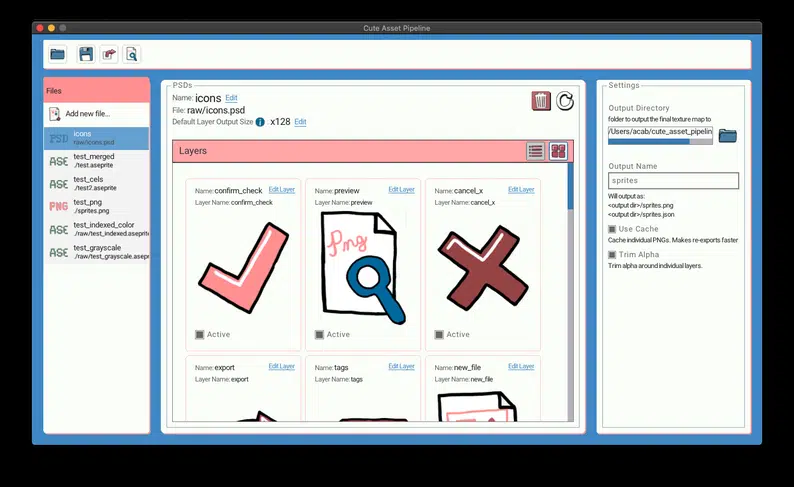 Cute Asset Pipeline
Files
Add new file...
PSD
icons
raw/icons.psd
ASE
test_merged
./test.aseprite
ASE
test_cels
./test2.aseprite
PNG
test_png
./sprites.png
ASE
test_indexed_color
./raw/test_indexed.aseprite
ASE
test_grayscale
./raw/test_grayscale.asepr
PSDs
Name: icons Edit
File: raw/icons.psd
Default Layer Output Size i x128 Edit
Layers
Name: confirm_check Edit Layer
Layer Name: confirm_check
Active
Name: preview Edit Layer
Layer Name: preview
Png
Active
Name: cancel_x Edit Layer
Layer Name: cancel_x
Active
Name: export Edit Layer
Layer Name: export
Name: tags Edit Layer
Layer Name: tags
Name: new_file Edit Layer
Layer Name: new_file
Settings
Output Directory
folder to output the final texture map to
/Users/acab/cute_asset_pipelin
Output Name
sprites
Will output as:
<output dir>/sprites.png
<output dir>/sprites.json
Use Cache
Cache individual PNGs. Makes re-exports faster
Trim Alpha
Trim alpha around individual layers.